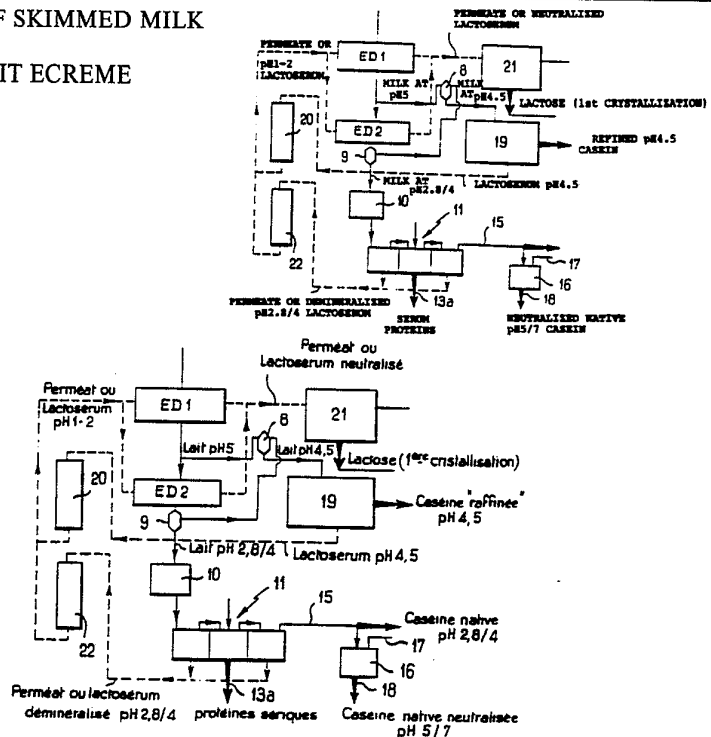 F SKIMMED MILK
IT ECREME
PERMEATE OR NEUTRALIZED
LACTOSERUM
PERMEATE OR
pH1-2
LACTOSERUM
ED1
8
21
MILK AT
pH5
MILK
AT pH4.5
LACTOSE (1st CRYSTALLIZATION)
20
ED2
19
REFINED pH4.5
CASEIN
9
MILK AT
pH2.8/4
LACTOSERUM pH4.5
10
11
15
22
17
16
13a
18
PERMEATE OR DEMINERALIZED
pH2.8/4 LACTOSERUM
SERUM
PROTEINS
NEUTRALIZED NATIVE
pH5/7 CASEIN
Perméat ou
Lactoserum neutralisé
Perméat ou
Lactoserum
pH 1-2
ED1
8
21
Lait pH5
Lait pH4,5
Lactose (1ère cristallisation)
20
ED2
19
Caséine "raffinée"
pH 4,5
9
Lait pH 2,8/4
Lactoserum pH 4,5
10
11
15
Caseine native
pH 2,8/4
22
17
16
13a
18
Perméat ou lactosérum
déminéralisé pH 2,8/4
protéines sériques
Caséine native neutralisée
pH 5/7